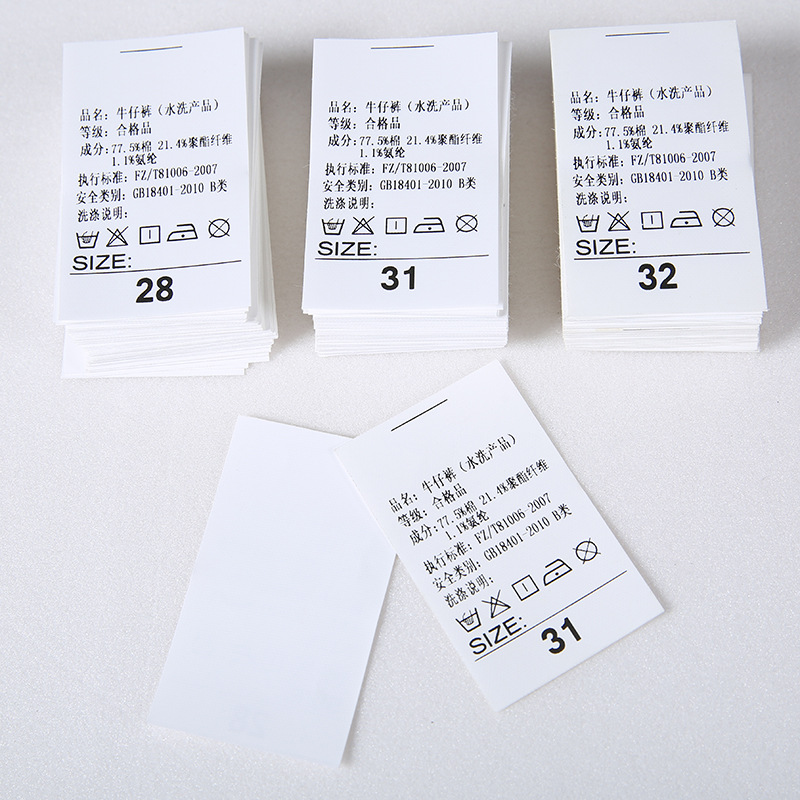 品名: 牛仔裤（水洗产品）
等级: 合格品
成分: 77.5%棉 21.4%聚酯纤维
1.1%氨纶
执行标准: FZ/T81006-2007
安全类别: GB18401-2010 B类
洗涤说明:
SIZE:
28
品名: 牛仔裤（水洗产品）
等级: 合格品
成分: 77.5%棉 21.4%聚酯纤维
1.1%氨纶
执行标准: FZ/T81006-2007
安全类别: GB18401-2010 B类
洗涤说明:
SIZE:
31
品名: 牛仔裤（水洗产品）
等级: 合格品
成分: 77.5%棉 21.4%聚酯纤维
1.1%氨纶
执行标准: FZ/T81006-2007
安全类别: GB18401-2010 B类
洗涤说明:
SIZE:
32
品名: 牛仔裤（水洗产品）
等级: 合格品
成分: 77.5%棉 21.4%聚酯纤维
1.1%氨纶
执行标准: FZ/T81006-2007
安全类别: GB18401-2010 B类
洗涤说明:
SIZE:
31